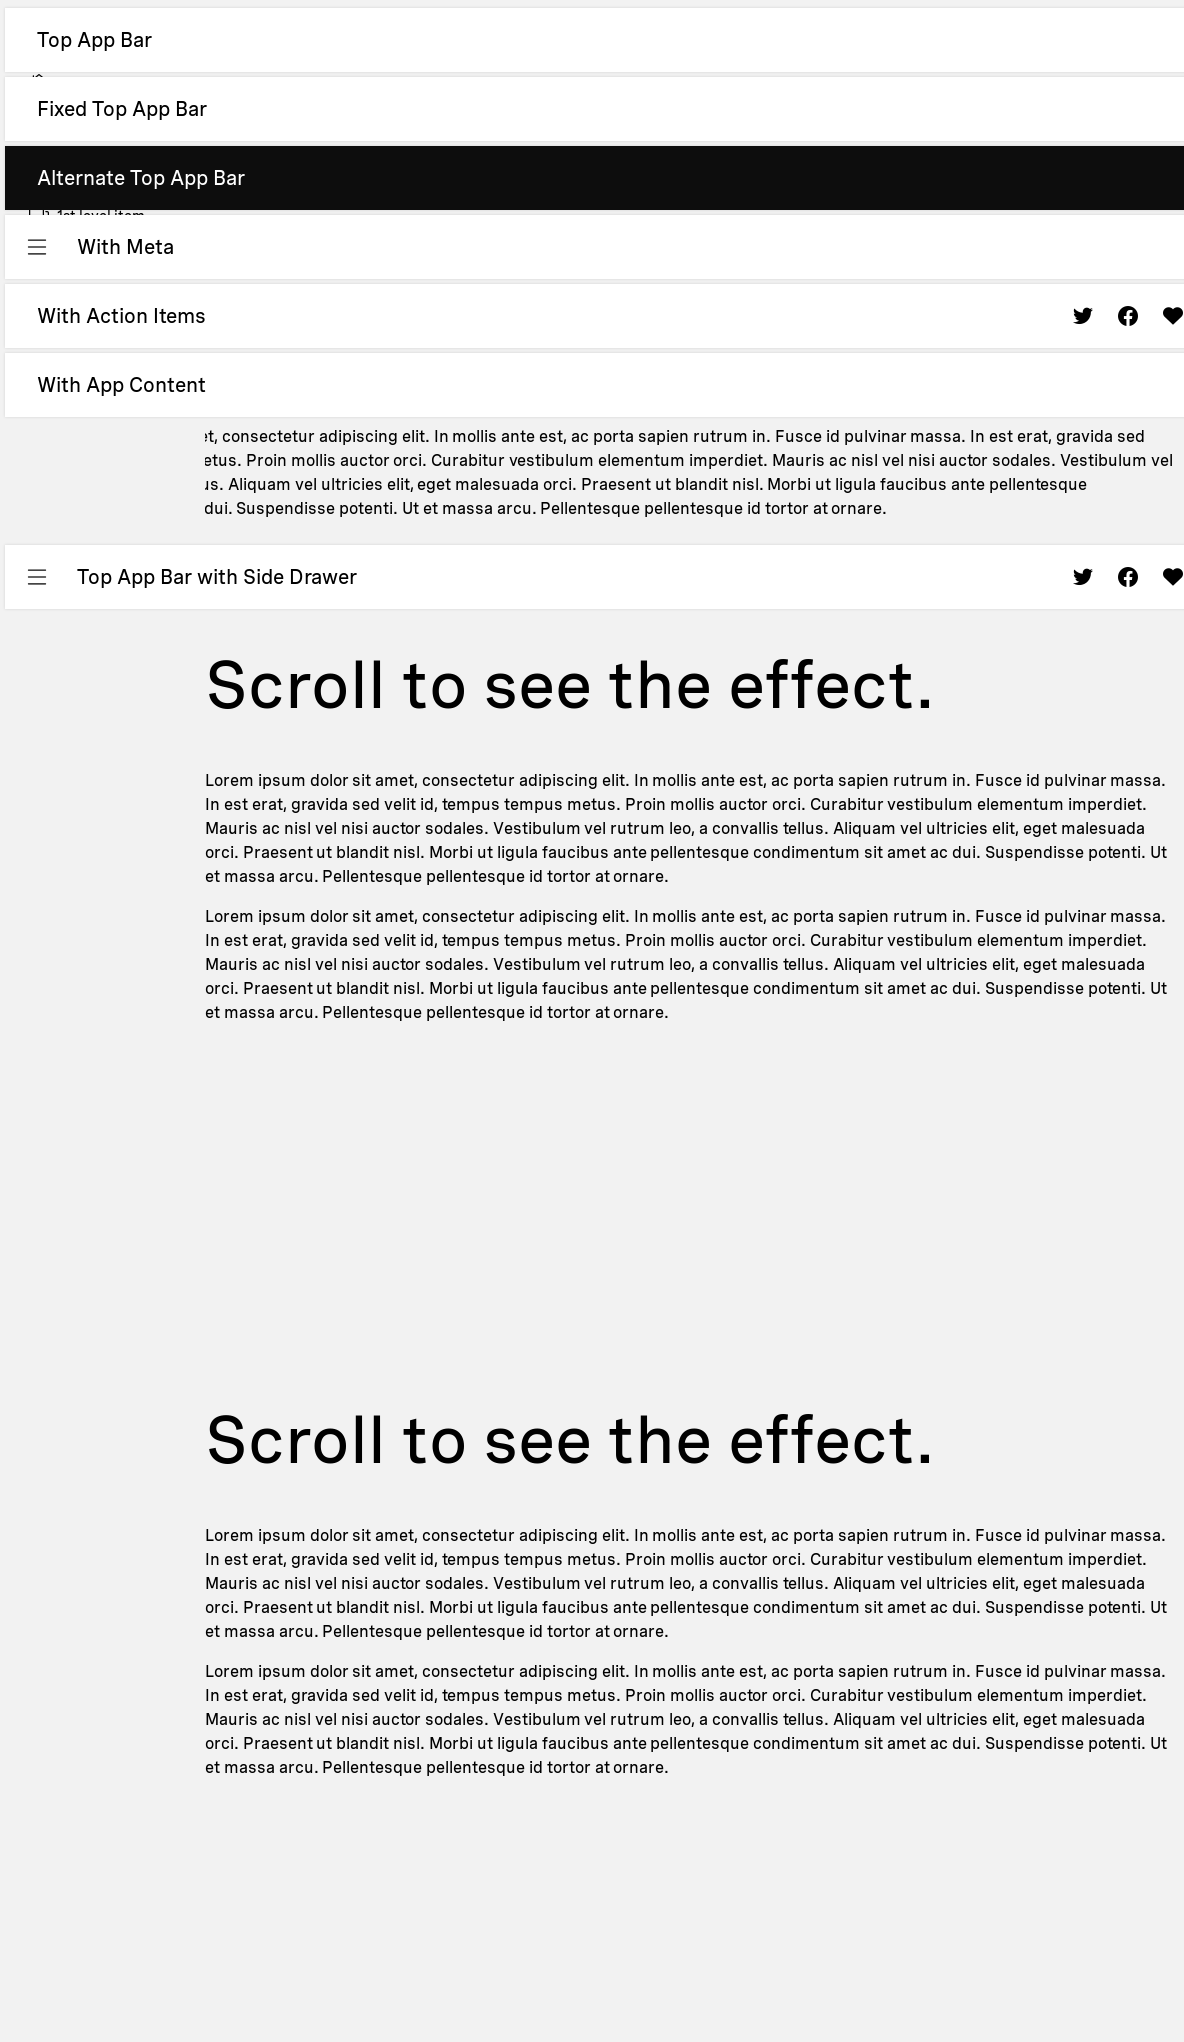 Top App Bar
Fixed Top App Bar
Alternate Top App Bar
1st level item
With Meta
With Action Items
With App Content
consectetur adipiscing elit. In mollis ante est, ac porta sapien rutrum in. Fusce id pulvinar massa. In est erat, gravida sed
Proin mollis auctor orci. Curabitur vestibulum elementum imperdiet. Mauris ac nisl vel nisi auctor sodales. Vestibulum vel
Aliquam vel ultricies elit, eget malesuada orci. Praesent ut blandit nisl. Morbi ut ligula faucibus ante pellentesque
dui. Suspendisse potenti. Ut et massa arcu. Pellentesque pellentesque id tortor at ornare.
Top App Bar with Side Drawer
Scroll to see the effect.
Lorem ipsum dolor sit amet, consectetur adipiscing elit. In mollis ante est, ac porta sapien rutrum in. Fusce id pulvinar massa.
In est erat, gravida sed velit id, tempus tempus metus. Proin mollis auctor orci. Curabitur vestibulum elementum imperdiet.
Mauris ac nisl vel nisi auctor sodales. Vestibulum vel rutrum leo, a convallis tellus. Aliquam vel ultricies elit, eget malesuada
orci. Praesent ut blandit nisl. Morbi ut ligula faucibus ante pellentesque condimentum sit amet ac dui. Suspendisse potenti. Ut
et massa arcu. Pellentesque pellentesque id tortor at ornare.
Lorem ipsum dolor sit amet, consectetur adipiscing elit. In mollis ante est, ac porta sapien rutrum in. Fusce id pulvinar massa.
In est erat, gravida sed velit id, tempus tempus metus. Proin mollis auctor orci. Curabitur vestibulum elementum imperdiet.
Mauris ac nisl vel nisi auctor sodales. Vestibulum vel rutrum leo, a convallis tellus. Aliquam vel ultricies elit, eget malesuada
orci. Praesent ut blandit nisl. Morbi ut ligula faucibus ante pellentesque condimentum sit amet ac dui. Suspendisse potenti. Ut
et massa arcu. Pellentesque pellentesque id tortor at ornare.
Scroll to see the effect.
Lorem ipsum dolor sit amet, consectetur adipiscing elit. In mollis ante est, ac porta sapien rutrum in. Fusce id pulvinar massa.
In est erat, gravida sed velit id, tempus tempus metus. Proin mollis auctor orci. Curabitur vestibulum elementum imperdiet.
Mauris ac nisl vel nisi auctor sodales. Vestibulum vel rutrum leo, a convallis tellus. Aliquam vel ultricies elit, eget malesuada
orci. Praesent ut blandit nisl. Morbi ut ligula faucibus ante pellentesque condimentum sit amet ac dui. Suspendisse potenti. Ut
et massa arcu. Pellentesque pellentesque id tortor at ornare.
Lorem ipsum dolor sit amet, consectetur adipiscing elit. In mollis ante est, ac porta sapien rutrum in. Fusce id pulvinar massa.
In est erat, gravida sed velit id, tempus tempus metus. Proin mollis auctor orci. Curabitur vestibulum elementum imperdiet.
Mauris ac nisl vel nisi auctor sodales. Vestibulum vel rutrum leo, a convallis tellus. Aliquam vel ultricies elit, eget malesuada
orci. Praesent ut blandit nisl. Morbi ut ligula faucibus ante pellentesque condimentum sit amet ac dui. Suspendisse potenti. Ut
et massa arcu. Pellentesque pellentesque id tortor at ornare.